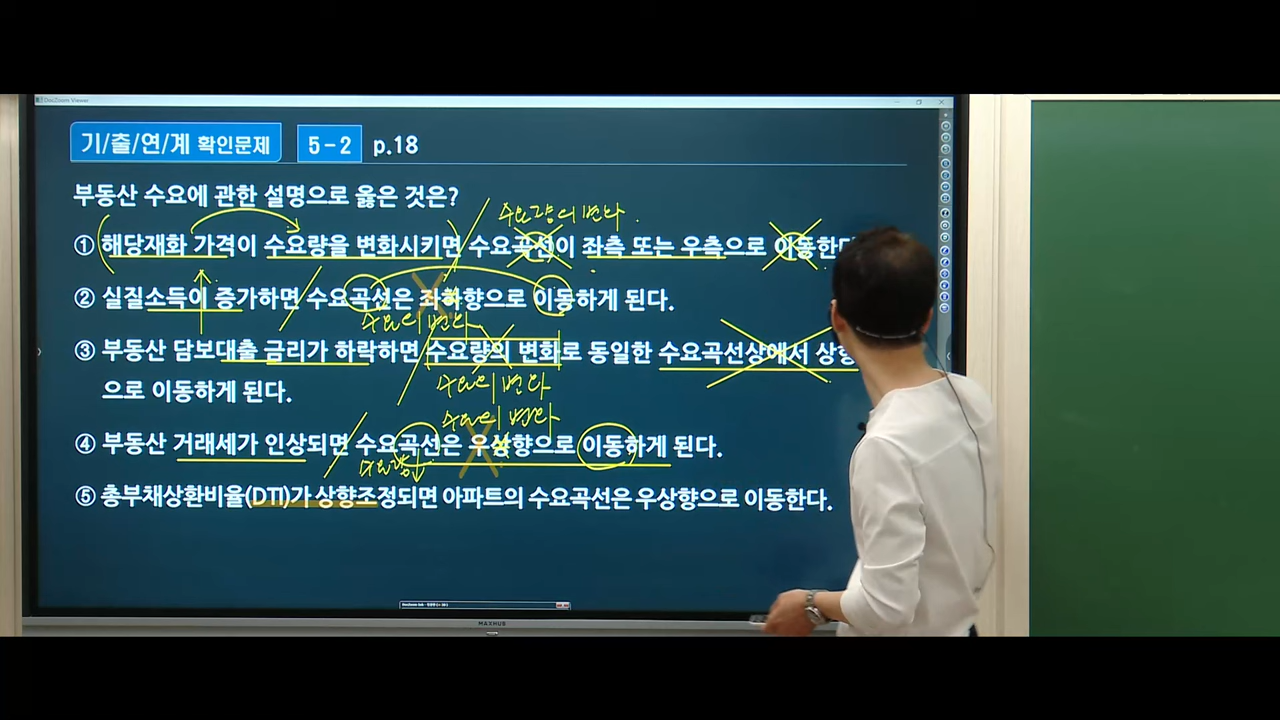 DocZoom Viewer
기/출/연/계 확인문제 5-2 p.18
부동산 수요에 관한 설명으로 옳은 것은?
수요량의 변화
① 해당재화 가격이 수요량을 변화시키면 수요곡선이 좌측 또는 우측으로 이동한다
② 실질소득이 증가하면 수요곡선은 좌하향으로 이동하게 된다.
수요의 변화
③ 부동산 담보대출 금리가 하락하면 수요량의 변화로 동일한 수요곡선상에서 상향
으로 이동하게 된다.
수요의 변화
수요의 변화
④ 부동산 거래세가 인상되면 수요곡선은 우상향으로 이동하게 된다.
수요량↓
⑤ 총부채상환비율(DTI)가 상향조정되면 아파트의 수요곡선은 우상향으로 이동한다.
MAXHUB